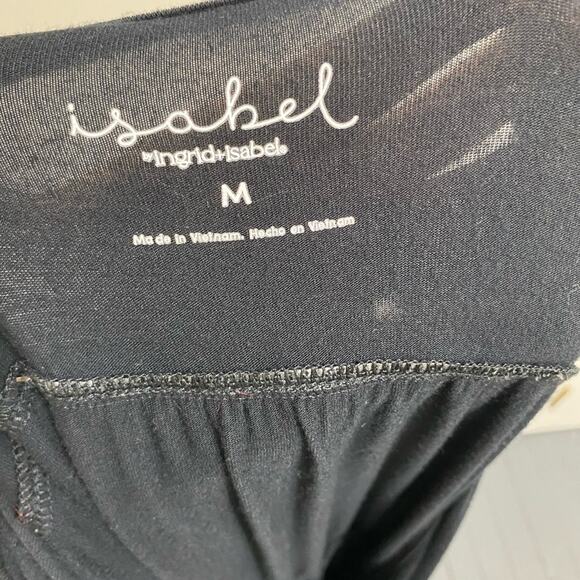 isabel
BY ingrid+isabel®
M
Made in Vietnam. Hecho en Vietnam